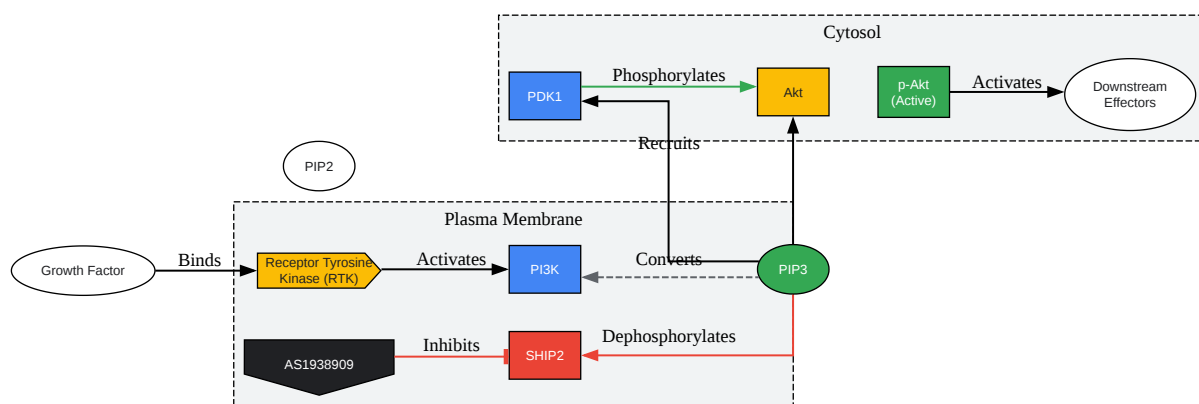 Cytosol
PDK1
Phosphorylates
Akt
p-Akt
(Active)
Activates
Downstream
Effectors
Recruits
PIP2
Plasma Membrane
Growth Factor
Binds
Receptor Tyrosine
Kinase (RTK)
Activates
PI3K
Converts
PIP3
AS1938909
Inhibits
SHIP2
Dephosphorylates